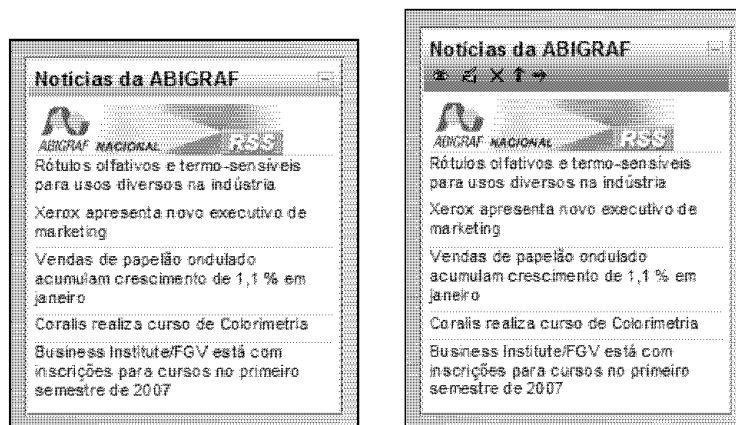 Notícias da ABIGRAF
ABIGRAF NACIONAL RSS
Rótulos olfativos e termo-sensíveis
para usos diversos na indústria
Xerox apresenta novo executivo de
marketing
Vendas de papelão ondulado
acumulam crescimento de 1,1 % em
janeiro
Coralis realiza curso de Colorimetria
Business Institute/FGV está com
inscrições para cursos no primeiro
semestre de 2007
Notícias da ABIGRAF
ABIGRAF NACIONAL RSS
Rótulos olfativos e termo-sensíveis
para usos diversos na indústria
Xerox apresenta novo executivo de
marketing
Vendas de papelão ondulado
acumulam crescimento de 1,1 % em
janeiro
Coralis realiza curso de Colorimetria
Business Institute/FGV está com
inscrições para cursos no primeiro
semestre de 2007